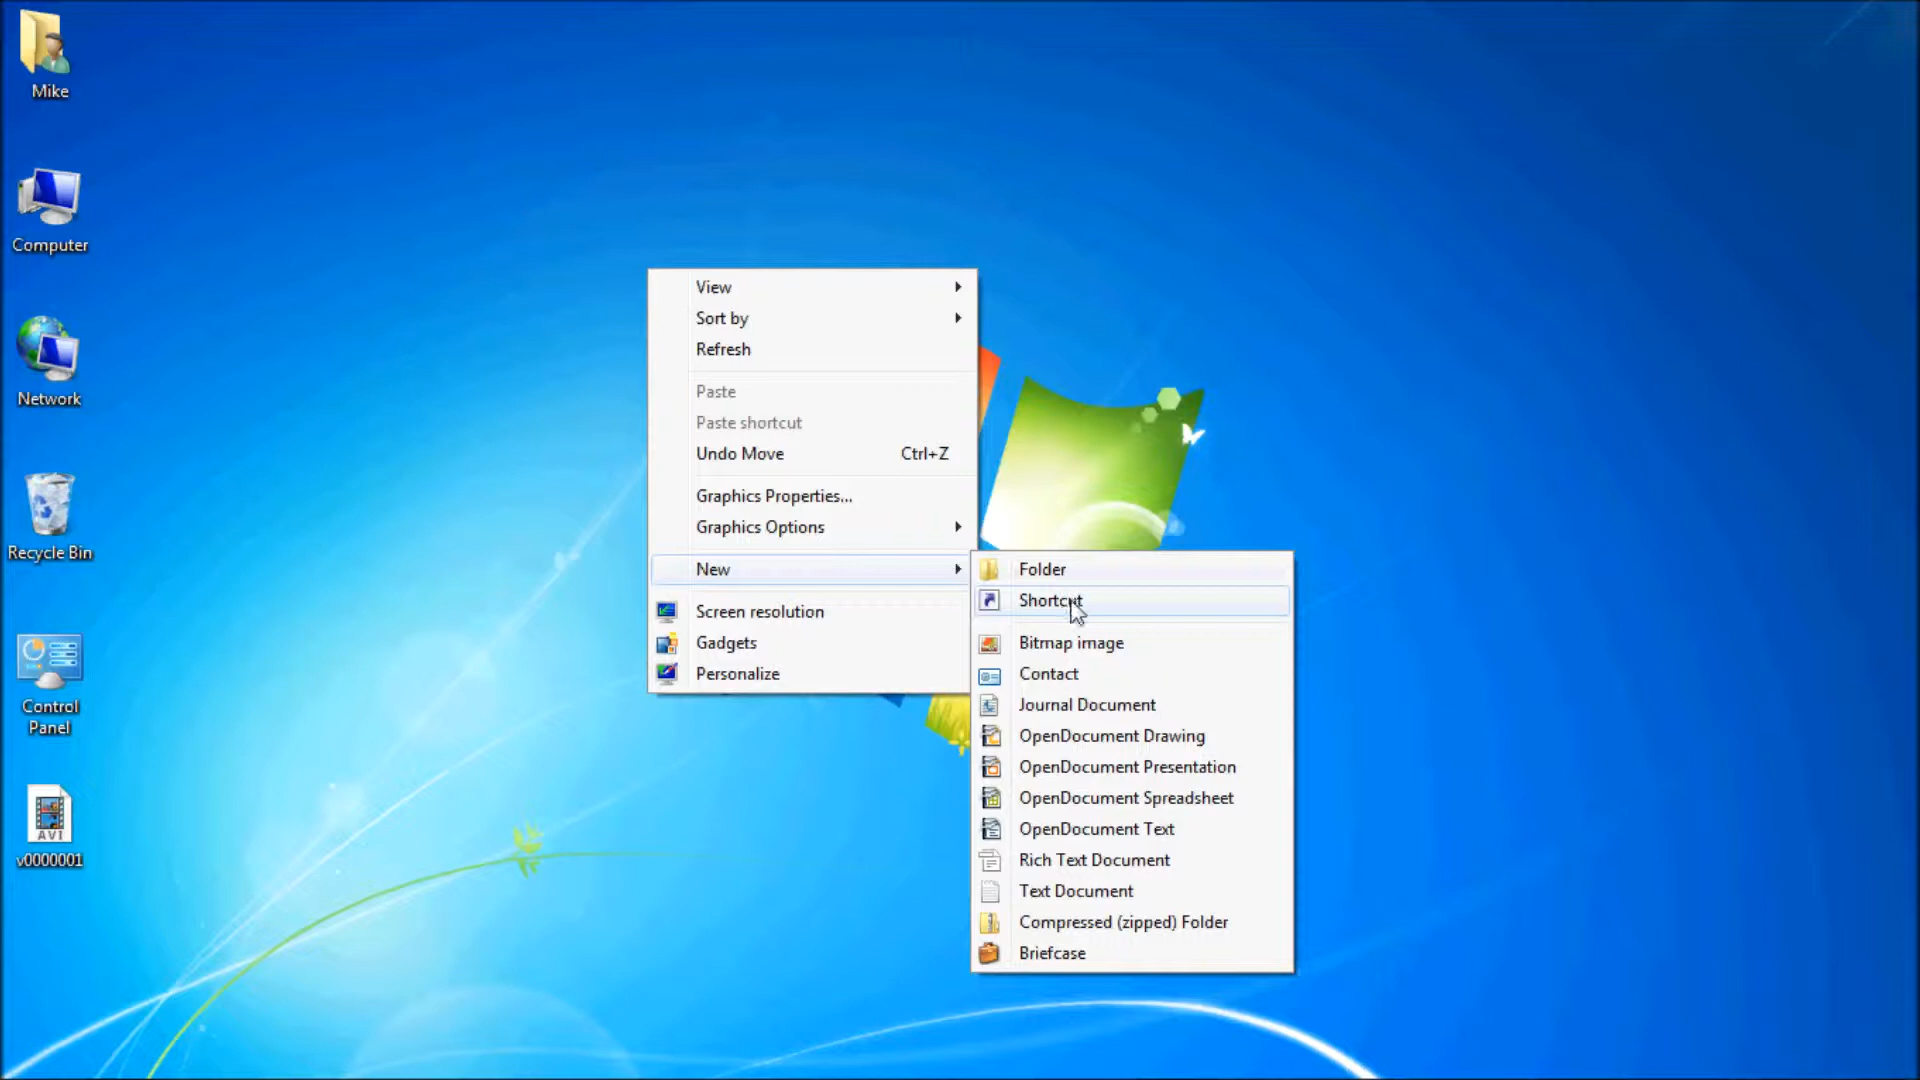 Mike
Computer
Network
Recycle Bin
Control
Panel
AVI
v0000001
View
Sort by
Refresh
Paste
Paste shortcut
Undo Move Ctrl+Z
Graphics Properties...
Graphics Options
New
Screen resolution
Gadgets
Personalize
Folder
Shortcut
Bitmap image
Contact
Journal Document
OpenDocument Drawing
OpenDocument Presentation
OpenDocument Spreadsheet
OpenDocument Text
Rich Text Document
Text Document
Compressed (zipped) Folder
Briefcase